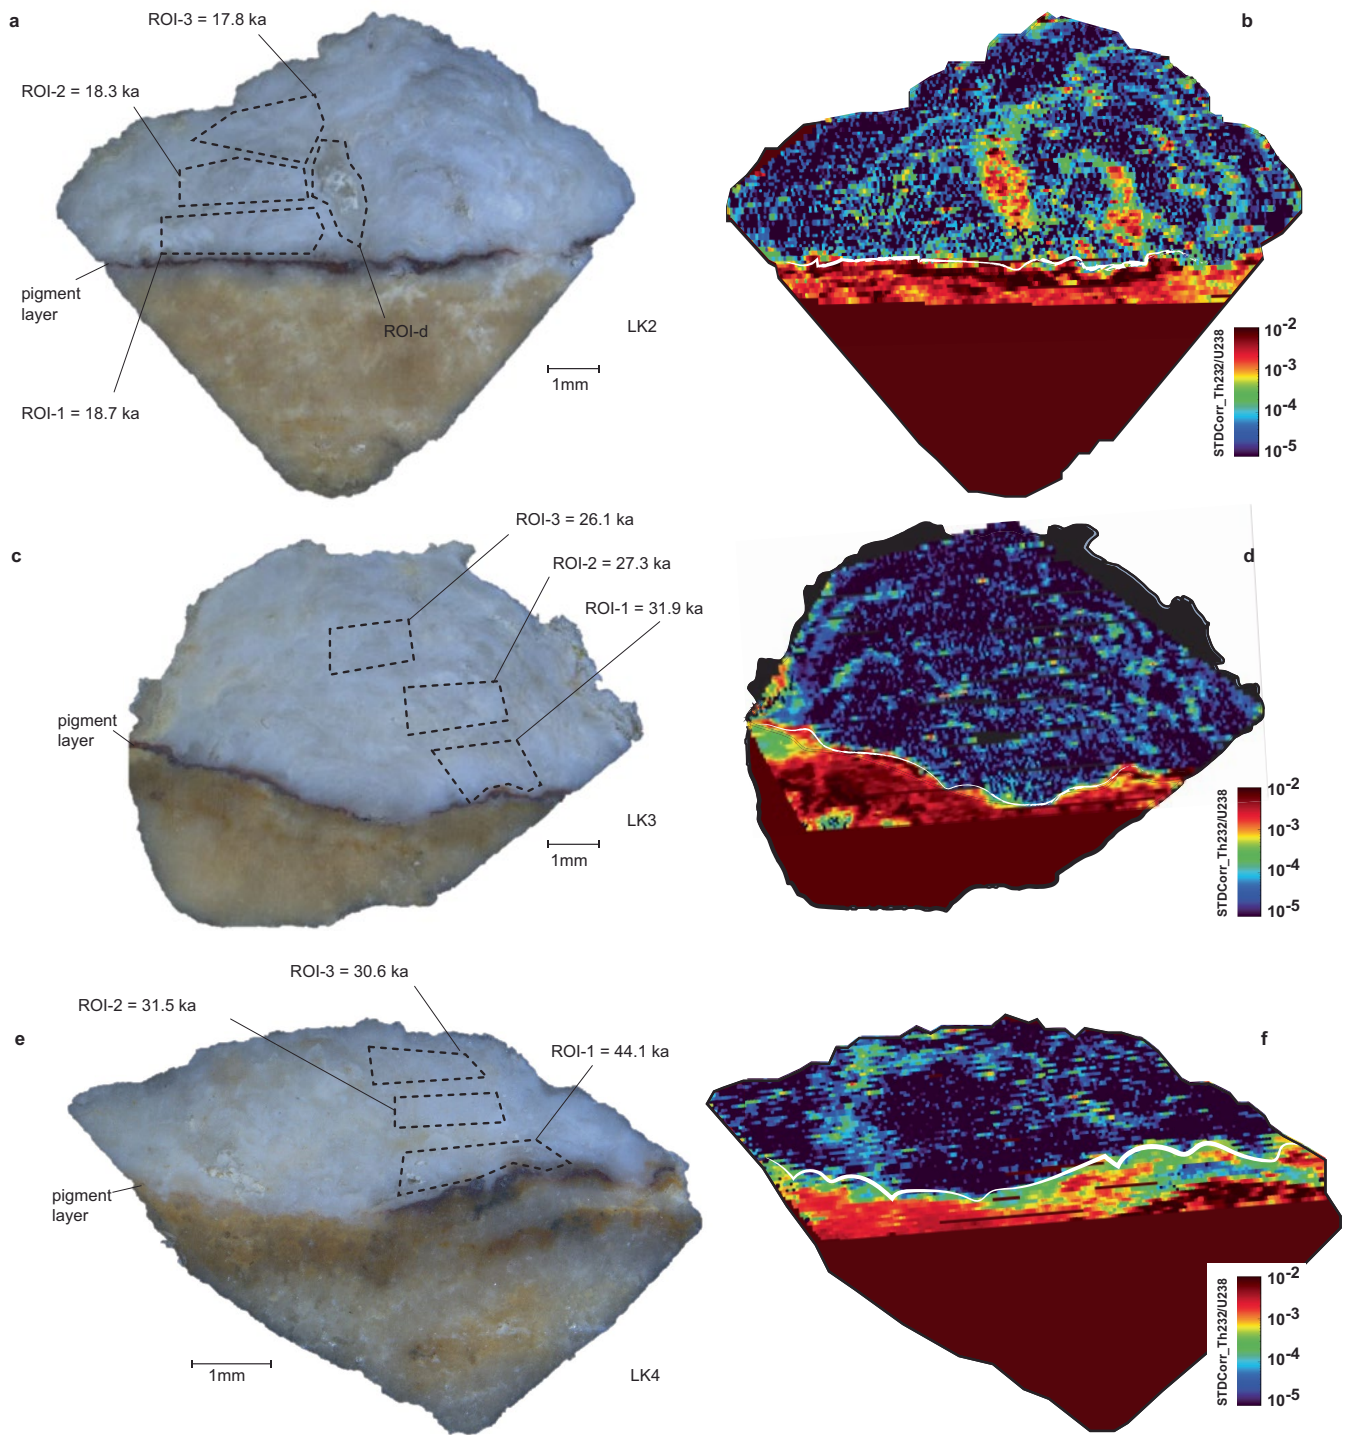 a
ROI-3 = 17.8 ka
b
ROI-2 = 18.3 ka
pigment
layer
ROI-d
LK2
1mm
ROI-1 = 18.7 ka
STDCorr_Th232/U238
10-2
10-3
10-4
10-5
c
ROI-3 = 26.1 ka
d
ROI-2 = 27.3 ka
ROI-1 = 31.9 ka
pigment
layer
LK3
1mm
STDCorr_Th232/U238
10-2
10-3
10-4
10-5
e
ROI-3 = 30.6 ka
ROI-2 = 31.5 ka
f
ROI-1 = 44.1 ka
pigment
layer
1mm
LK4
STDCorr_Th232/U238
10-2
10-3
10-4
10-5